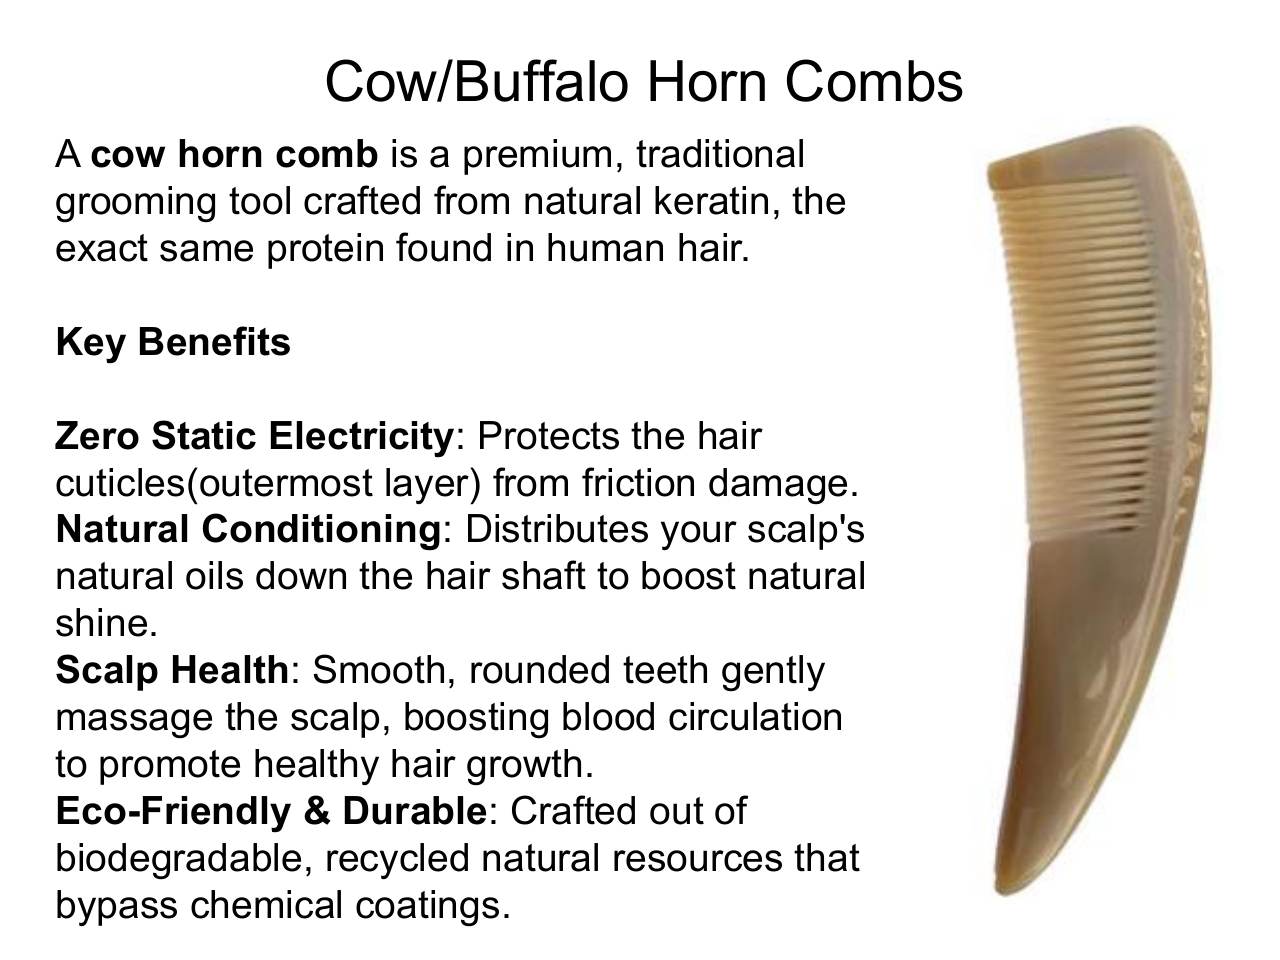 Cow/Buffalo Horn Combs
A cow horn comb is a premium, traditional
grooming tool crafted from natural keratin, the
exact same protein found in human hair.
Key Benefits
Zero Static Electricity: Protects the hair
cuticles(outermost layer) from friction damage.
Natural Conditioning: Distributes your scalp's
natural oils down the hair shaft to boost natural
shine.
Scalp Health: Smooth, rounded teeth gently
massage the scalp, boosting blood circulation
to promote healthy hair growth.
Eco-Friendly & Durable: Crafted out of
biodegradable, recycled natural resources that
bypass chemical coatings.